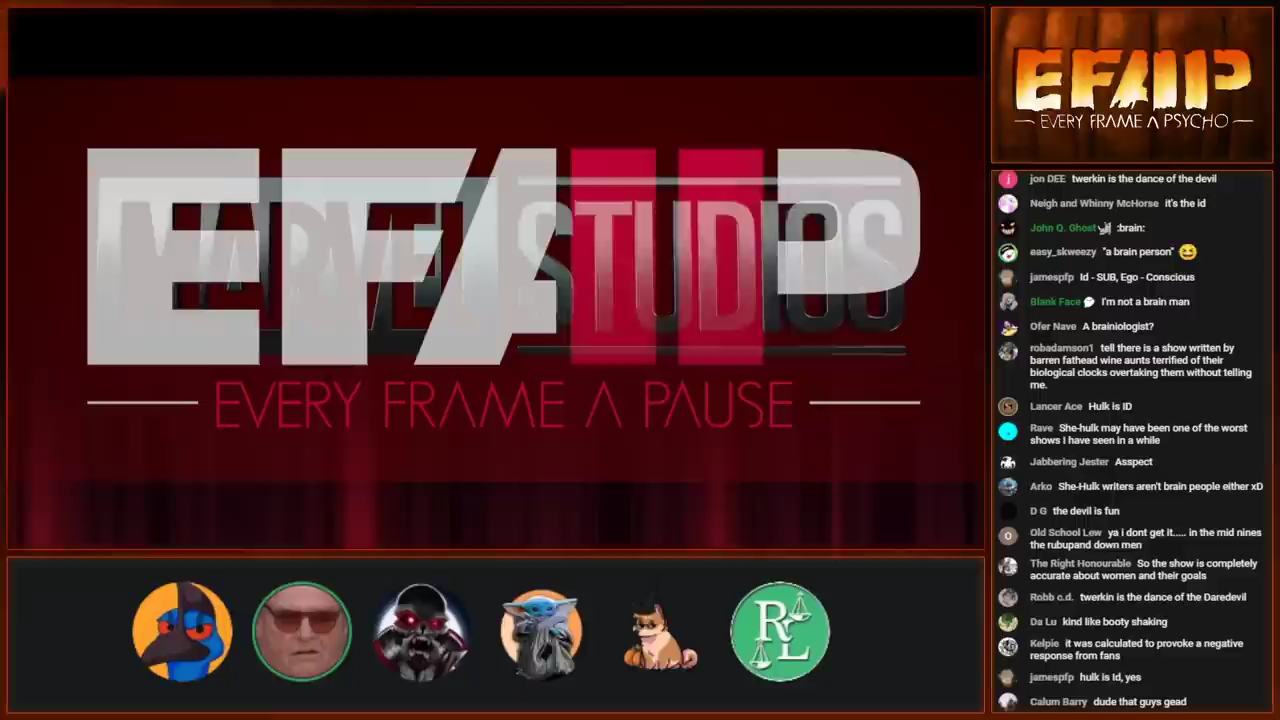 MARVEL STUDIOS
EFAP
EVERY FRAME A PAUSE
EFAP
EVERY FRAME A PSYCHO
jon DEE twerkin is the dance of the devil
Neigh and Whinny McHorse it's the id
John Q. Ghost :brain:
easy_skweezy "a brain person"
jamespfp Id - SUB, Ego - Conscious
Blank Face I'm not a brain man
Ofer Nave A brainiologist?
robadamson1 tell there is a show written by
barren fathead wine aunts terrified of their
biological clocks overtaking them without telling
me.
Lancer Ace Hulk is ID
Rave She-hulk may have been one of the worst
shows I have seen in a while
Jabbering Jester Asspect
Arko She-Hulk writers aren't brain people either xD
D G the devil is fun
Old School Lew ya i dont get it..... in the mid nines
the rubupand down men
The Right Honourable So the show is completely
accurate about women and their goals
Robb c.d. twerkin is the dance of the Daredevil
Da Lu kind like booty shaking
Kelpie it was calculated to provoke a negative
response from fans
jamespfp hulk is Id, yes
Calum Barry dude that guys gead
RL